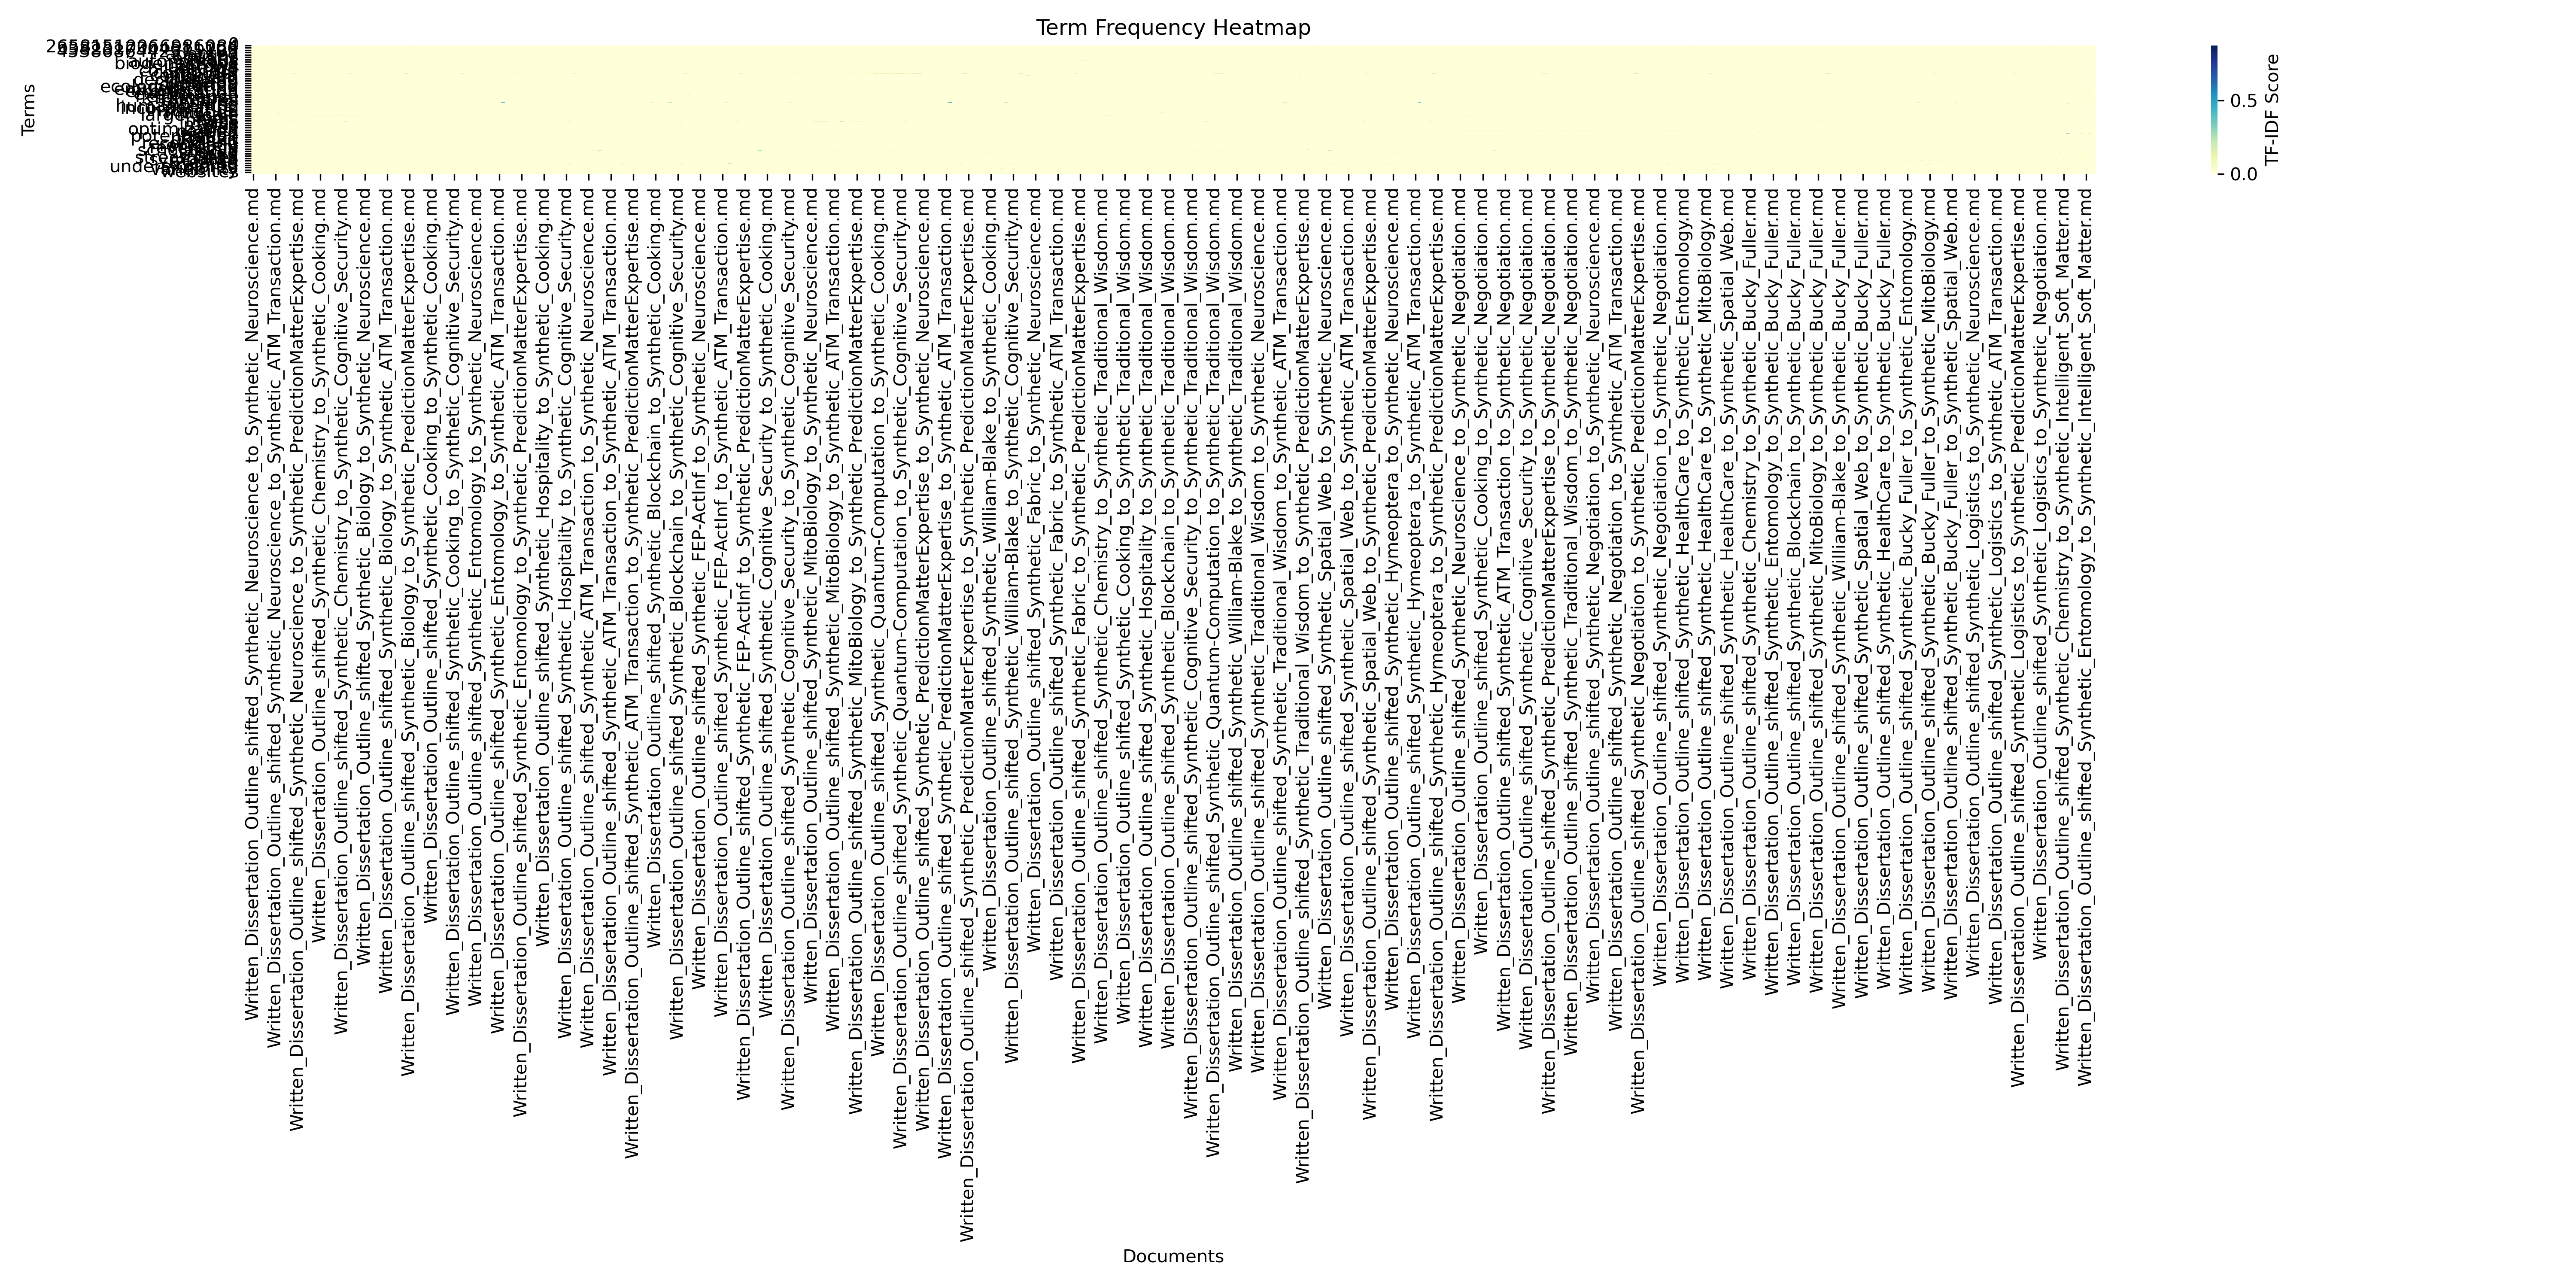 Term Frequency Heatmap
Terms
websites
0.5
0.0
TF-IDF Score
Written_Dissertation_Outline_shifted_Synthetic_Neuroscience_to_Synthetic_Neuroscience.md
Written_Dissertation_Outline_shifted_Synthetic_Neuroscience_to_Synthetic_ATM_Transaction.md
Written_Dissertation_Outline_shifted_Synthetic_Neuroscience_to_Synthetic_PredictionMatterExpertise.md
Written_Dissertation_Outline_shifted_Synthetic_Chemistry_to_Synthetic_Cooking.md
Written_Dissertation_Outline_shifted_Synthetic_Chemistry_to_Synthetic_Cognitive_Security.md
Written_Dissertation_Outline_shifted_Synthetic_Biology_to_Synthetic_Neuroscience.md
Written_Dissertation_Outline_shifted_Synthetic_Biology_to_Synthetic_ATM_Transaction.md
Written_Dissertation_Outline_shifted_Synthetic_Biology_to_Synthetic_PredictionMatterExpertise.md
Written_Dissertation_Outline_shifted_Synthetic_Cooking_to_Synthetic_Cooking.md
Written_Dissertation_Outline_shifted_Synthetic_Cooking_to_Synthetic_Cognitive_Security.md
Written_Dissertation_Outline_shifted_Synthetic_Entomology_to_Synthetic_Neuroscience.md
Written_Dissertation_Outline_shifted_Synthetic_Entomology_to_Synthetic_ATM_Transaction.md
Written_Dissertation_Outline_shifted_Synthetic_Entomology_to_Synthetic_PredictionMatterExpertise.md
Written_Dissertation_Outline_shifted_Synthetic_Hospitality_to_Synthetic_Cooking.md
Written_Dissertation_Outline_shifted_Synthetic_Hospitality_to_Synthetic_Cognitive_Security.md
Written_Dissertation_Outline_shifted_Synthetic_ATM_Transaction_to_Synthetic_Neuroscience.md
Written_Dissertation_Outline_shifted_Synthetic_ATM_Transaction_to_Synthetic_ATM_Transaction.md
Written_Dissertation_Outline_shifted_Synthetic_ATM_Transaction_to_Synthetic_PredictionMatterExpertise.md
Written_Dissertation_Outline_shifted_Synthetic_Blockchain_to_Synthetic_Cooking.md
Written_Dissertation_Outline_shifted_Synthetic_Blockchain_to_Synthetic_Cognitive_Security.md
Written_Dissertation_Outline_shifted_Synthetic_FEP-ActInf_to_Synthetic_Neuroscience.md
Written_Dissertation_Outline_shifted_Synthetic_FEP-ActInf_to_Synthetic_ATM_Transaction.md
Written_Dissertation_Outline_shifted_Synthetic_FEP-ActInf_to_Synthetic_PredictionMatterExpertise.md
Written_Dissertation_Outline_shifted_Synthetic_Cognitive_Security_to_Synthetic_Cooking.md
Written_Dissertation_Outline_shifted_Synthetic_Cognitive_Security_to_Synthetic_Cognitive_Security.md
Written_Dissertation_Outline_shifted_Synthetic_MitoBiology_to_Synthetic_Neuroscience.md
Written_Dissertation_Outline_shifted_Synthetic_MitoBiology_to_Synthetic_ATM_Transaction.md
Written_Dissertation_Outline_shifted_Synthetic_MitoBiology_to_Synthetic_PredictionMatterExpertise.md
Written_Dissertation_Outline_shifted_Synthetic_Quantum-Computation_to_Synthetic_Cooking.md
Written_Dissertation_Outline_shifted_Synthetic_Quantum-Computation_to_Synthetic_Cognitive_Security.md
Written_Dissertation_Outline_shifted_Synthetic_PredictionMatterExpertise_to_Synthetic_Neuroscience.md
Written_Dissertation_Outline_shifted_Synthetic_PredictionMatterExpertise_to_Synthetic_ATM_Transaction.md
Written_Dissertation_Outline_shifted_Synthetic_PredictionMatterExpertise_to_Synthetic_PredictionMatterExpertise.md
Written_Dissertation_Outline_shifted_Synthetic_William-Blake_to_Synthetic_Cooking.md
Written_Dissertation_Outline_shifted_Synthetic_William-Blake_to_Synthetic_Cognitive_Security.md
Written_Dissertation_Outline_shifted_Synthetic_Fabric_to_Synthetic_Neuroscience.md
Written_Dissertation_Outline_shifted_Synthetic_Fabric_to_Synthetic_ATM_Transaction.md
Written_Dissertation_Outline_shifted_Synthetic_Fabric_to_Synthetic_PredictionMatterExpertise.md
Written_Dissertation_Outline_shifted_Synthetic_Chemistry_to_Synthetic_Traditional_Wisdom.md
Written_Dissertation_Outline_shifted_Synthetic_Cooking_to_Synthetic_Traditional_Wisdom.md
Written_Dissertation_Outline_shifted_Synthetic_Hospitality_to_Synthetic_Traditional_Wisdom.md
Written_Dissertation_Outline_shifted_Synthetic_Blockchain_to_Synthetic_Traditional_Wisdom.md
Written_Dissertation_Outline_shifted_Synthetic_Cognitive_Security_to_Synthetic_Traditional_Wisdom.md
Written_Dissertation_Outline_shifted_Synthetic_Quantum-Computation_to_Synthetic_Traditional_Wisdom.md
Written_Dissertation_Outline_shifted_Synthetic_William-Blake_to_Synthetic_Traditional_Wisdom.md
Written_Dissertation_Outline_shifted_Synthetic_Traditional_Wisdom_to_Synthetic_Neuroscience.md
Written_Dissertation_Outline_shifted_Synthetic_Traditional_Wisdom_to_Synthetic_ATM_Transaction.md
Written_Dissertation_Outline_shifted_Synthetic_Traditional_Wisdom_to_Synthetic_PredictionMatterExpertise.md
Written_Dissertation_Outline_shifted_Synthetic_Spatial_Web_to_Synthetic_Neuroscience.md
Written_Dissertation_Outline_shifted_Synthetic_Spatial_Web_to_Synthetic_ATM_Transaction.md
Written_Dissertation_Outline_shifted_Synthetic_Spatial_Web_to_Synthetic_PredictionMatterExpertise.md
Written_Dissertation_Outline_shifted_Synthetic_Hymeoptera_to_Synthetic_Neuroscience.md
Written_Dissertation_Outline_shifted_Synthetic_Hymeoptera_to_Synthetic_ATM_Transaction.md
Written_Dissertation_Outline_shifted_Synthetic_Hymeoptera_to_Synthetic_PredictionMatterExpertise.md
Written_Dissertation_Outline_shifted_Synthetic_Neuroscience_to_Synthetic_Negotiation.md
Written_Dissertation_Outline_shifted_Synthetic_Cooking_to_Synthetic_Negotiation.md
Written_Dissertation_Outline_shifted_Synthetic_ATM_Transaction_to_Synthetic_Negotiation.md
Written_Dissertation_Outline_shifted_Synthetic_Cognitive_Security_to_Synthetic_Negotiation.md
Written_Dissertation_Outline_shifted_Synthetic_PredictionMatterExpertise_to_Synthetic_Negotiation.md
Written_Dissertation_Outline_shifted_Synthetic_Traditional_Wisdom_to_Synthetic_Negotiation.md
Written_Dissertation_Outline_shifted_Synthetic_Negotiation_to_Synthetic_Neuroscience.md
Written_Dissertation_Outline_shifted_Synthetic_Negotiation_to_Synthetic_ATM_Transaction.md
Written_Dissertation_Outline_shifted_Synthetic_Negotiation_to_Synthetic_PredictionMatterExpertise.md
Written_Dissertation_Outline_shifted_Synthetic_Negotiation_to_Synthetic_Negotiation.md
Written_Dissertation_Outline_shifted_Synthetic_HealthCare_to_Synthetic_Entomology.md
Written_Dissertation_Outline_shifted_Synthetic_HealthCare_to_Synthetic_MitoBiology.md
Written_Dissertation_Outline_shifted_Synthetic_HealthCare_to_Synthetic_Spatial_Web.md
Written_Dissertation_Outline_shifted_Synthetic_Chemistry_to_Synthetic_Bucky_Fuller.md
Written_Dissertation_Outline_shifted_Synthetic_Entomology_to_Synthetic_Bucky_Fuller.md
Written_Dissertation_Outline_shifted_Synthetic_Blockchain_to_Synthetic_Bucky_Fuller.md
Written_Dissertation_Outline_shifted_Synthetic_MitoBiology_to_Synthetic_Bucky_Fuller.md
Written_Dissertation_Outline_shifted_Synthetic_William-Blake_to_Synthetic_Bucky_Fuller.md
Written_Dissertation_Outline_shifted_Synthetic_Spatial_Web_to_Synthetic_Bucky_Fuller.md
Written_Dissertation_Outline_shifted_Synthetic_HealthCare_to_Synthetic_Bucky_Fuller.md
Written_Dissertation_Outline_shifted_Synthetic_Bucky_Fuller_to_Synthetic_Entomology.md
Written_Dissertation_Outline_shifted_Synthetic_Bucky_Fuller_to_Synthetic_MitoBiology.md
Written_Dissertation_Outline_shifted_Synthetic_Bucky_Fuller_to_Synthetic_Spatial_Web.md
Written_Dissertation_Outline_shifted_Synthetic_Logistics_to_Synthetic_Neuroscience.md
Written_Dissertation_Outline_shifted_Synthetic_Logistics_to_Synthetic_ATM_Transaction.md
Written_Dissertation_Outline_shifted_Synthetic_Logistics_to_Synthetic_PredictionMatterExpertise.md
Written_Dissertation_Outline_shifted_Synthetic_Logistics_to_Synthetic_Negotiation.md
Written_Dissertation_Outline_shifted_Synthetic_Chemistry_to_Synthetic_Intelligent_Soft_Matter.md
Written_Dissertation_Outline_shifted_Synthetic_Entomology_to_Synthetic_Intelligent_Soft_Matter.md
Documents